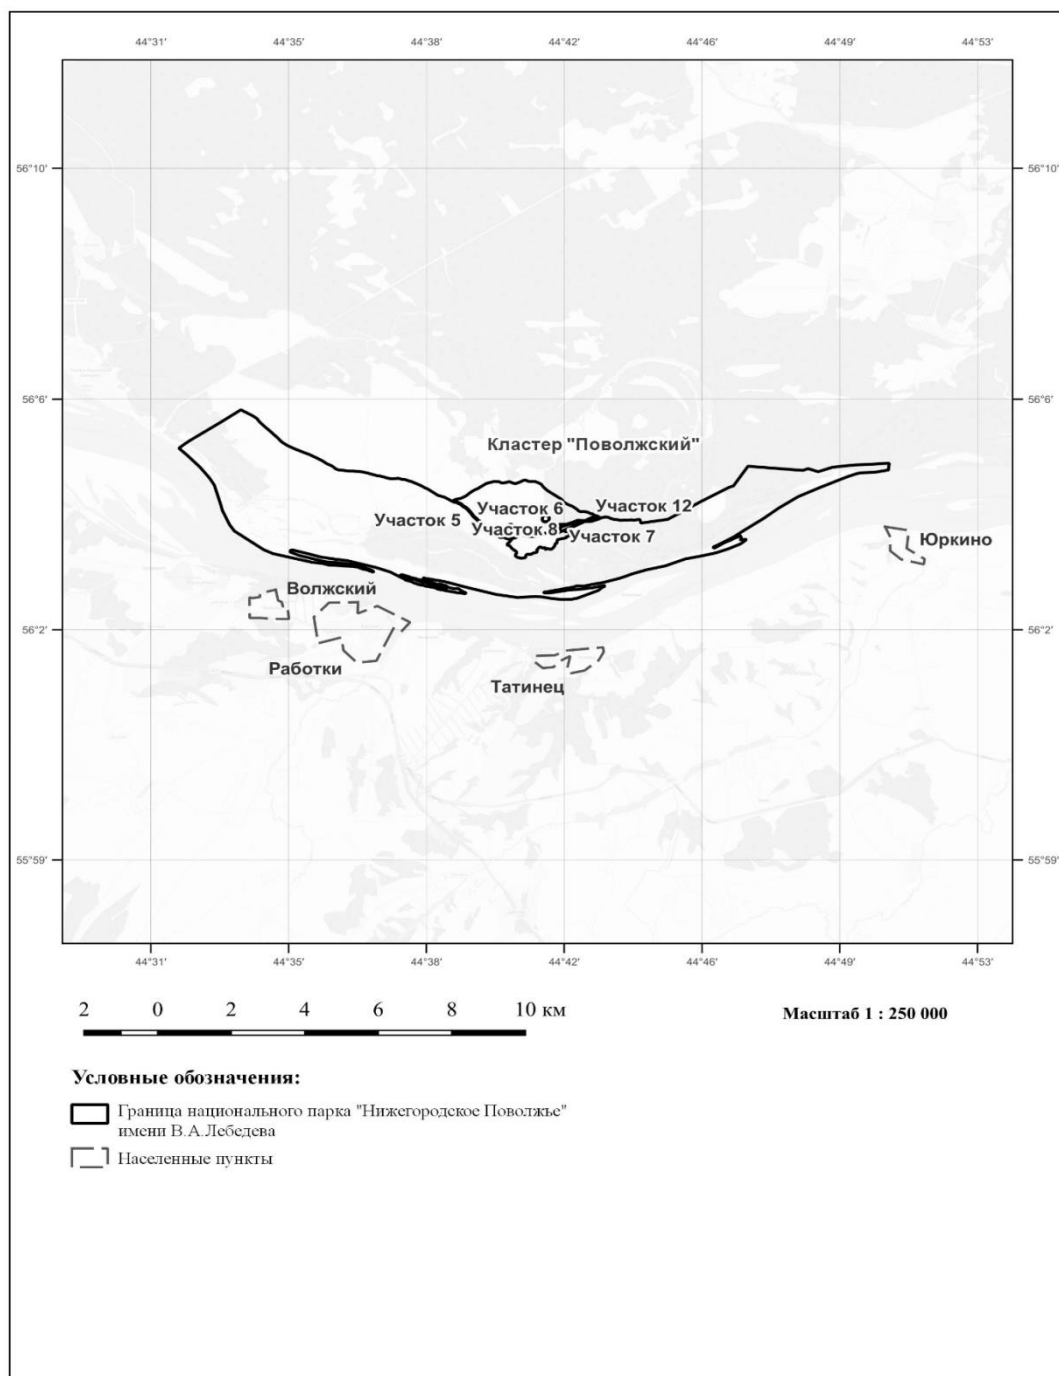 44°31' 44°35' 44°38' 44°42' 44°46' 44°49' 44°53'
56°10' 56°10'
56°6' 56°6'
Кластер "Поволжский"
Участок 6
Участок 12
Участок 5
Участок 8
Участок 7
Юркино
Волжский
56°2' 56°2'
Работки
Татинец
55°59' 55°59'
44°31' 44°35' 44°38' 44°42' 44°46' 44°49' 44°53'
2 0 2 4 6 8 10 км
Масштаб 1 : 250 000
Условные обозначения:
Граница национального парка "Нижегородское Поволжье"
имени В.А.Лебедева
Населенные пункты